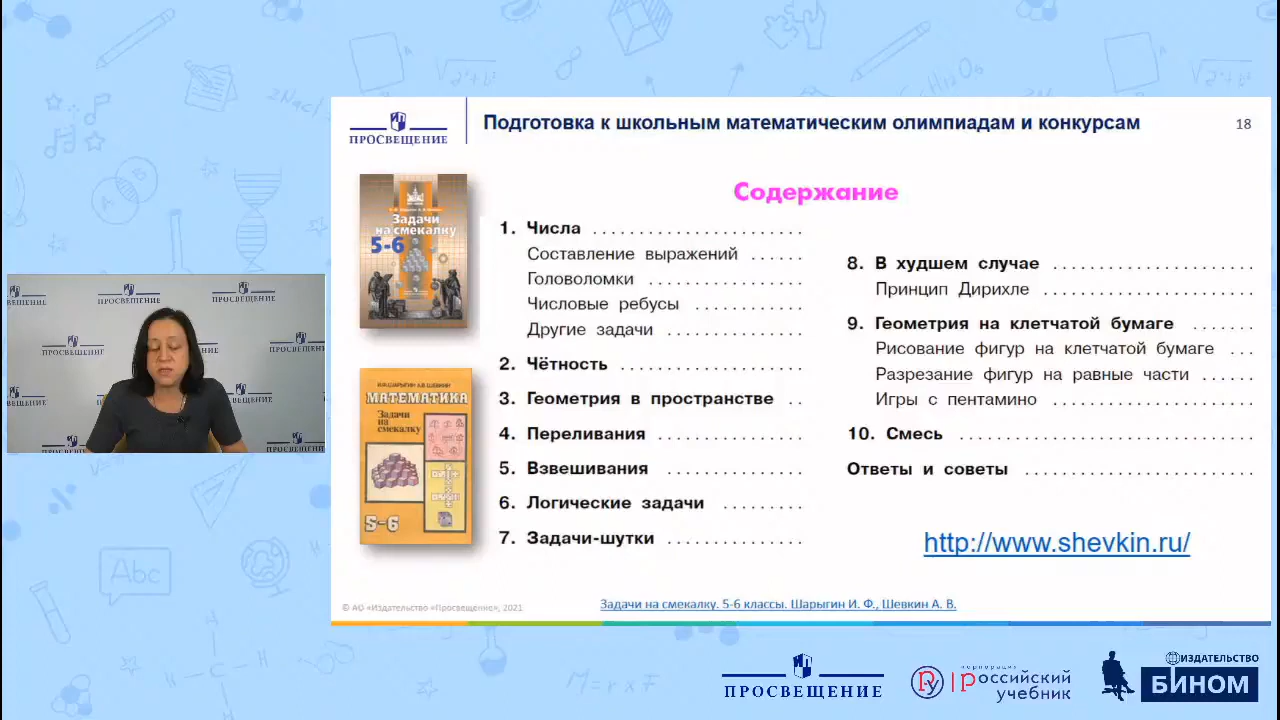 ПРОСВЕЩЕНИЕ
Подготовка к школьным математическим олимпиадам и конкурсам
18
Содержание
Задачи
на смекалку
5-6
МАТЕМАТИКА
Задачи
на
смекалку
5-6
1. Числа
Составление выражений
Головоломки
Числовые ребусы
Другие задачи
2. Чётность
3. Геометрия в пространстве
4. Переливания
5. Взвешивания
6. Логические задачи
7. Задачи-шутки
8. В худшем случае
Принцип Дирихле
9. Геометрия на клетчатой бумаге
Рисование фигур на клетчатой бумаге
Разрезание фигур на равные части
Игры с пентамино
10. Смесь
Ответы и советы
http://www.shevkin.ru/
© АО «Издательство «Просвещение», 2021
Задачи на смекалку. 5-6 классы. Шарыгин И. Ф., Шевкин А. В.
ПРОСВЕЩЕНИЕ
ПРОСВЕЩЕНИЕ
ПРОСВЕЩЕНИЕ
ПРОСВЕЩЕНИЕ
Abc
ПРОСВЕЩЕНИЕ
корпорация
Российский
учебник
ИЗДАТЕЛЬСТВО
БИНОМ